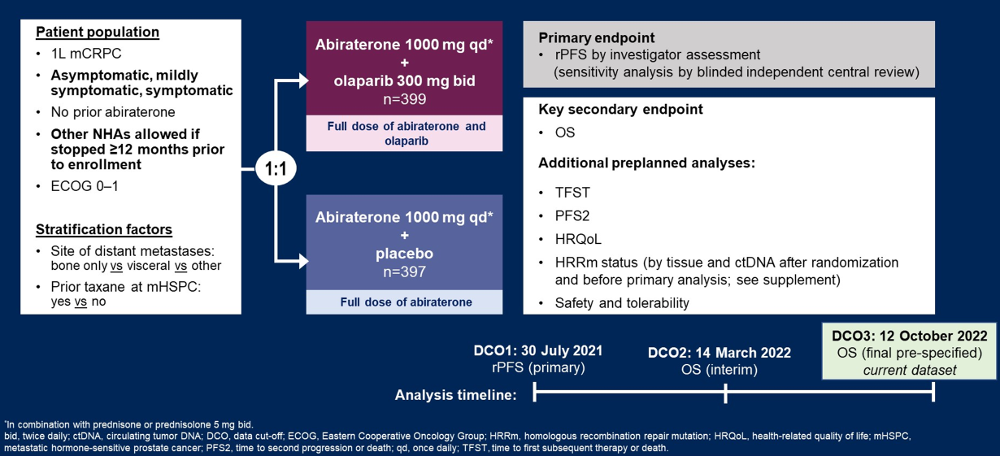 Patient population
• 1L mCRPC
• Asymptomatic, mildly
symptomatic, symptomatic
• No prior abiraterone
• Other NHAs allowed if
stopped ≥12 months prior
to enrollment
• ECOG 0–1
Stratification factors
• Site of distant metastases:
bone only vs visceral vs other
• Prior taxane at mHSPC:
yes vs no
1:1
Abiraterone 1000 mg qd*
+
olaparib 300 mg bid
n=399
Full dose of abiraterone and
olaparib
Abiraterone 1000 mg qd*
+
placebo
n=397
Full dose of abiraterone
Primary endpoint
• rPFS by investigator assessment
(sensitivity analysis by blinded independent central review)
Key secondary endpoint
• OS
Additional preplanned analyses:
• TFST
• PFS2
• HRQoL
• HRRm status (by tissue and ctDNA after randomization
and before primary analysis; see supplement)
• Safety and tolerability
DCO1: 30 July 2021
rPFS (primary)
DCO2: 14 March 2022
OS (interim)
DCO3: 12 October 2022
OS (final pre-specified)
current dataset
Analysis timeline:
*In combination with prednisone or prednisolone 5 mg bid.
bid, twice daily; ctDNA, circulating tumor DNA; DCO, data cut-off; ECOG, Eastern Cooperative Oncology Group; HRRm, homologous recombination repair mutation; HRQoL, health-related quality of life; mHSPC,
metastatic hormone-sensitive prostate cancer; PFS2, time to second progression or death; qd, once daily; TFST, time to first subsequent therapy or death.